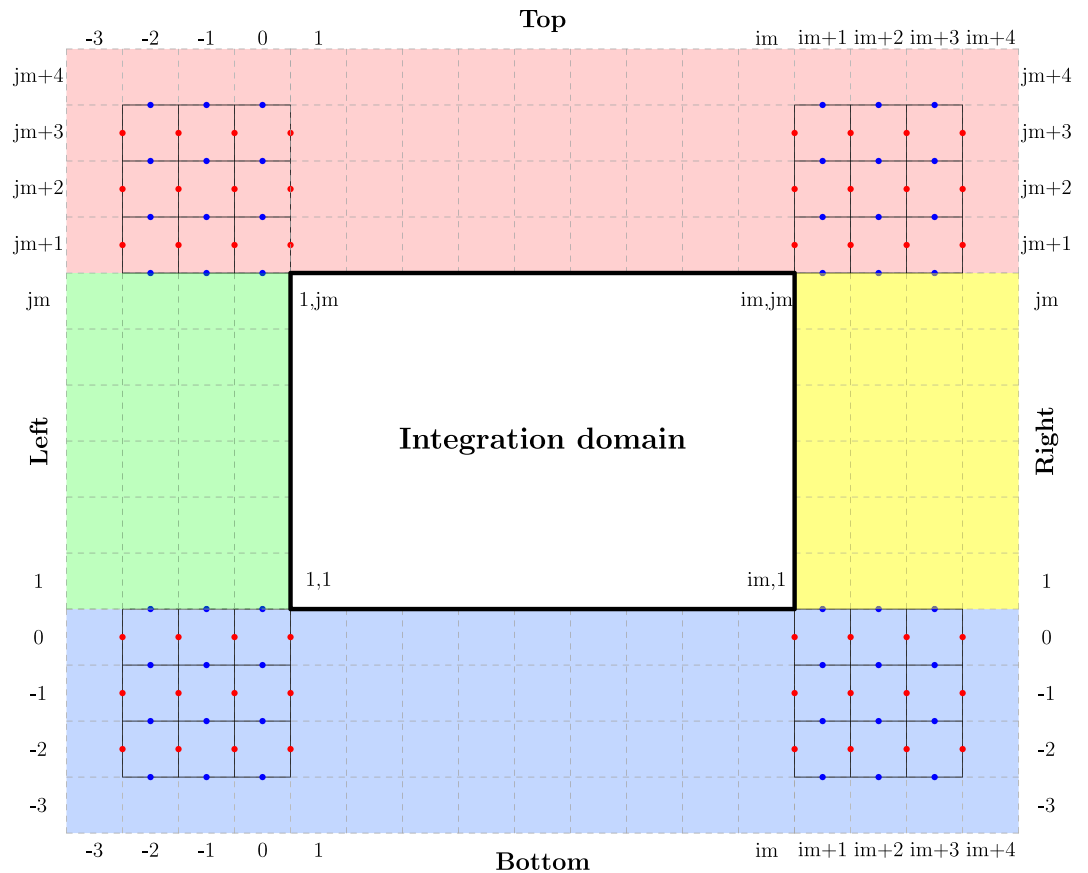 Top
-3 -2 -1 0 1 im im+1 im+2 im+3 im+4
jm+4 jm+4
jm+3 jm+3
jm+2 jm+2
jm+1 jm+1
jm 1,jm im,jm jm
Left Integration domain Right
1 1,1 im,1 1
0 0
-1 -1
-2 -2
-3 -3
-3 -2 -1 0 1 im im+1 im+2 im+3 im+4
Bottom